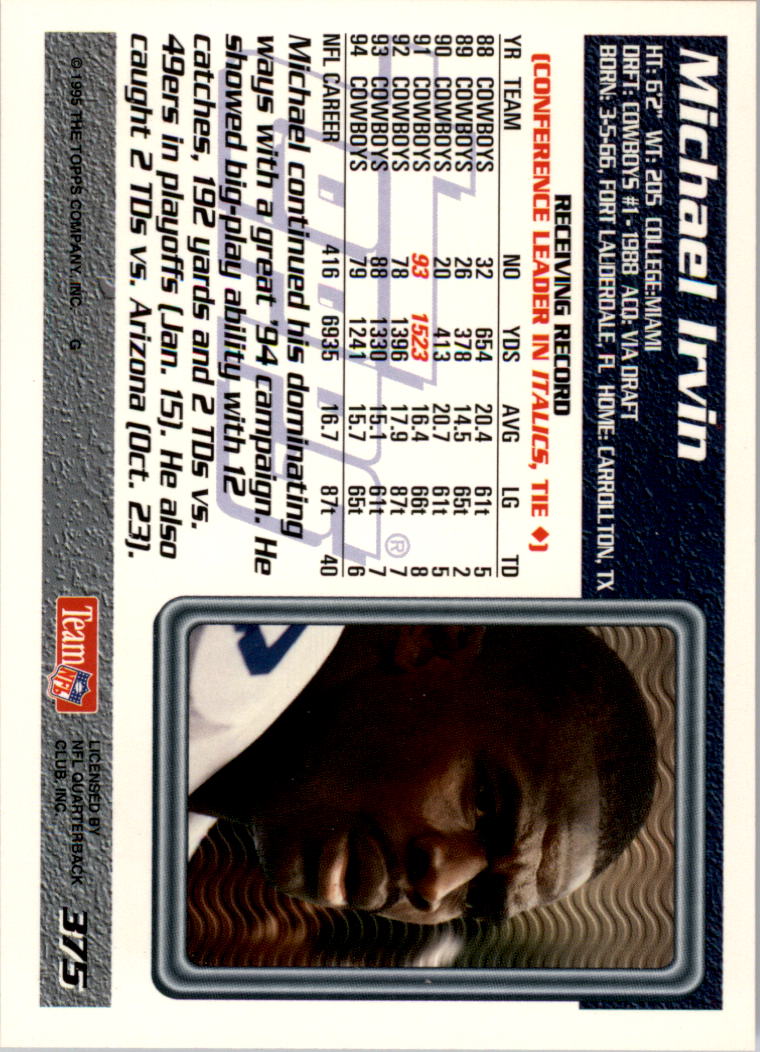 Michael Irvin
HT: 6'2" WT: 205 COLLEGE: MIAMI
DRFT: COWBOYS #1-1988 ACQ: VIA DRAFT
BORN: 3-5-66, FORT LAUDERDALE, FL HOME: CARROLLTON, TX
RECEIVING RECORD
(CONFERENCE LEADER IN ITALICS, TIE ♦)
YR TEAM NO YDS AVG LG TD
88 COWBOYS 32 654 20.4 61t 5
89 COWBOYS 26 378 14.5 65t 2
90 COWBOYS 20 413 20.7 61t 5
91 COWBOYS 93 1523 16.4 66t 8
92 COWBOYS 78 1396 17.9 87t 7
93 COWBOYS 88 1330 15.1 61t 7
94 COWBOYS 79 1241 15.7 65t 6
NFL CAREER 416 6935 16.7 87t 40
Topps ®
Michael continued his dominating
ways with a great '94 campaign. He
showed big-play ability with 12
catches, 192 yards and 2 TDs vs.
49ers in playoffs (Jan. 15). He also
caught 2 TDs vs. Arizona (Oct. 23).
© 1995 THE TOPPS COMPANY, INC. G
Team NFL
LICENSED BY
NFL QUARTERBACK
CLUB, INC.
375